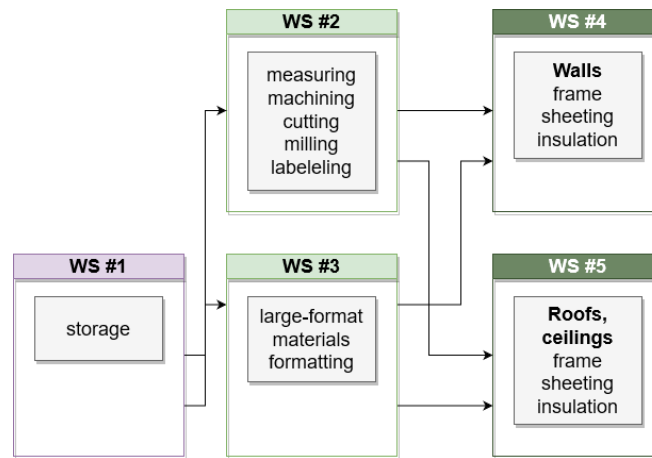 WS #2
measuring
machining
cutting
milling
labeleling
WS #4
Walls
frame
sheeting
insulation
WS #1
storage
WS #3
large-format
materials
formatting
WS #5
Roofs,
ceilings
frame
sheeting
insulation